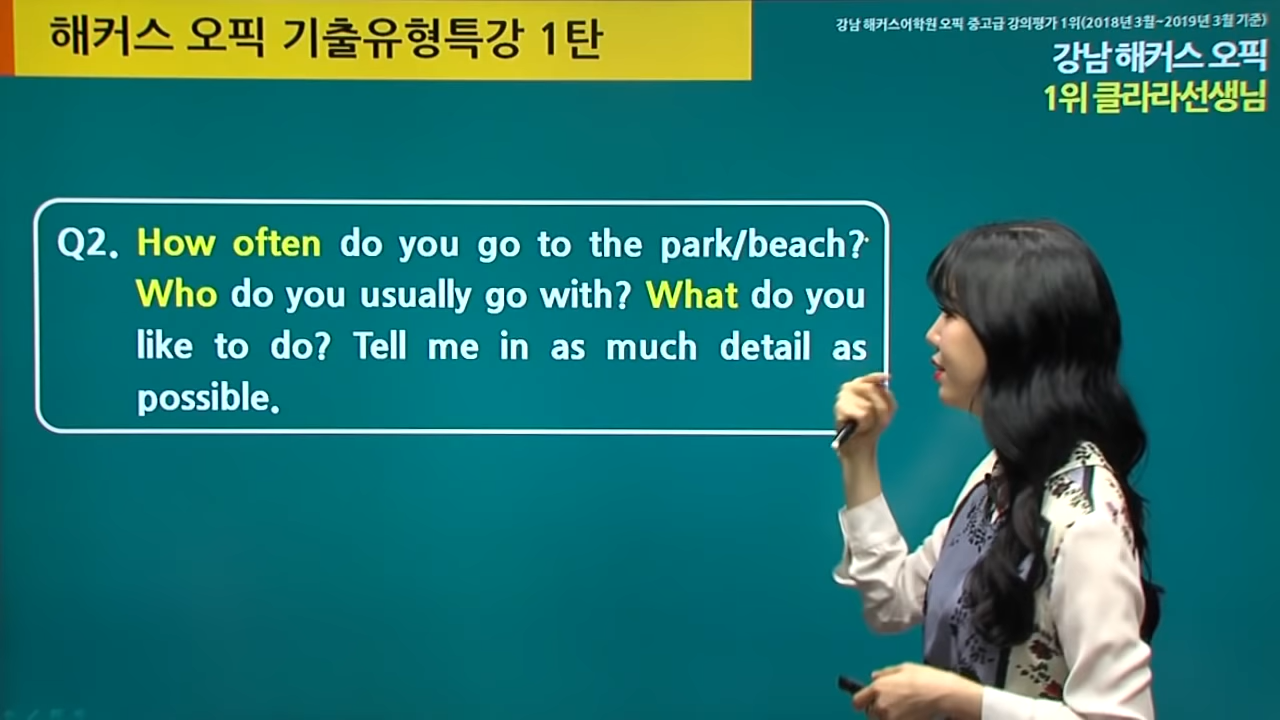 해커스 오픽 기출유형특강 1탄
강남 해커스어학원 오픽 중고급 강의평가 1위(2018년 3월~2019년 3월 기준)
강남 해커스 오픽
1위 클라라선생님
Q2. How often do you go to the park/beach?
Who do you usually go with? What do you
like to do? Tell me in as much detail as
possible.